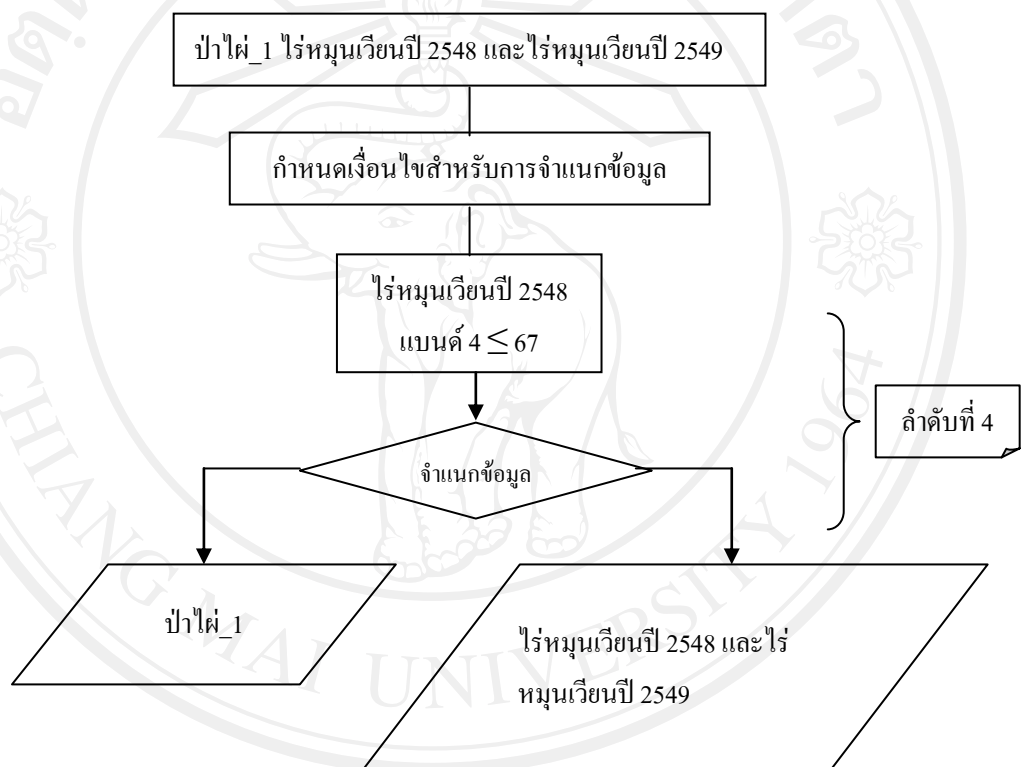 ป่าไผ่_1 ไร่หมุนเวียนปี 2548 และไร่หมุนเวียนปี 2549
กำหนดเงื่อนไขสำหรับการจำแนกข้อมูล
ไร่หมุนเวียนปี 2548
แบนด์ 4 ≤ 67
ลำดับที่ 4
จำแนกข้อมูล
ป่าไผ่_1
ไร่หมุนเวียนปี 2548 และไร่
หมุนเวียนปี 2549
CHIANG MAI UNIVERSITY 1964